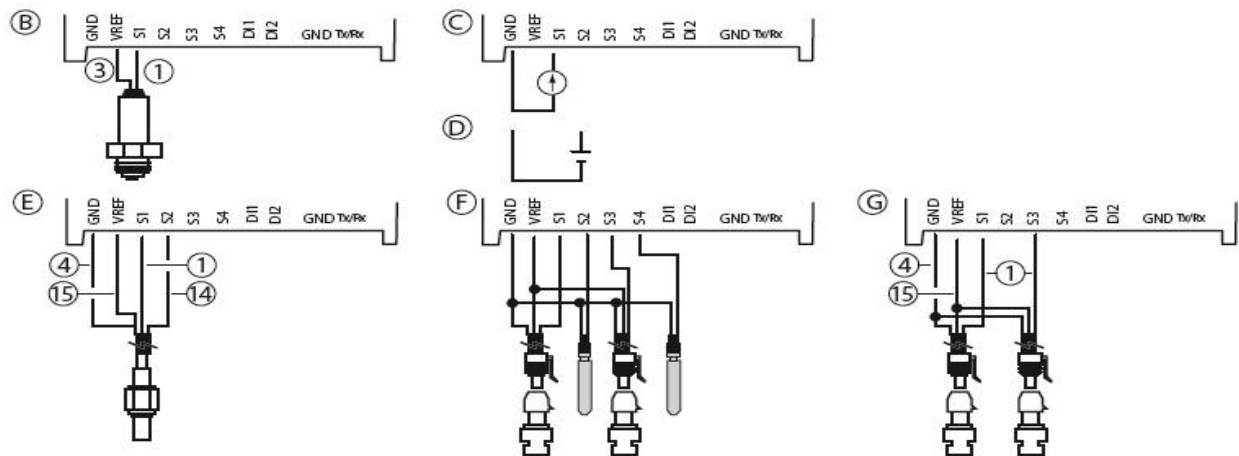 B GND VREF S1 S2 S3 S4 DI1 DI2 GND Tx/Rx
3 1
C GND VREF S1 S2 S3 S4 DI1 DI2 GND Tx/Rx
D
E GND VREF S1 S2 S3 S4 DI1 DI2 GND Tx/Rx
4 1
15 14
F GND VREF S1 S2 S3 S4 DI1 DI2 GND Tx/Rx
G GND VREF S1 S2 S3 S4 DI1 DI2 GND Tx/Rx
4 1
15